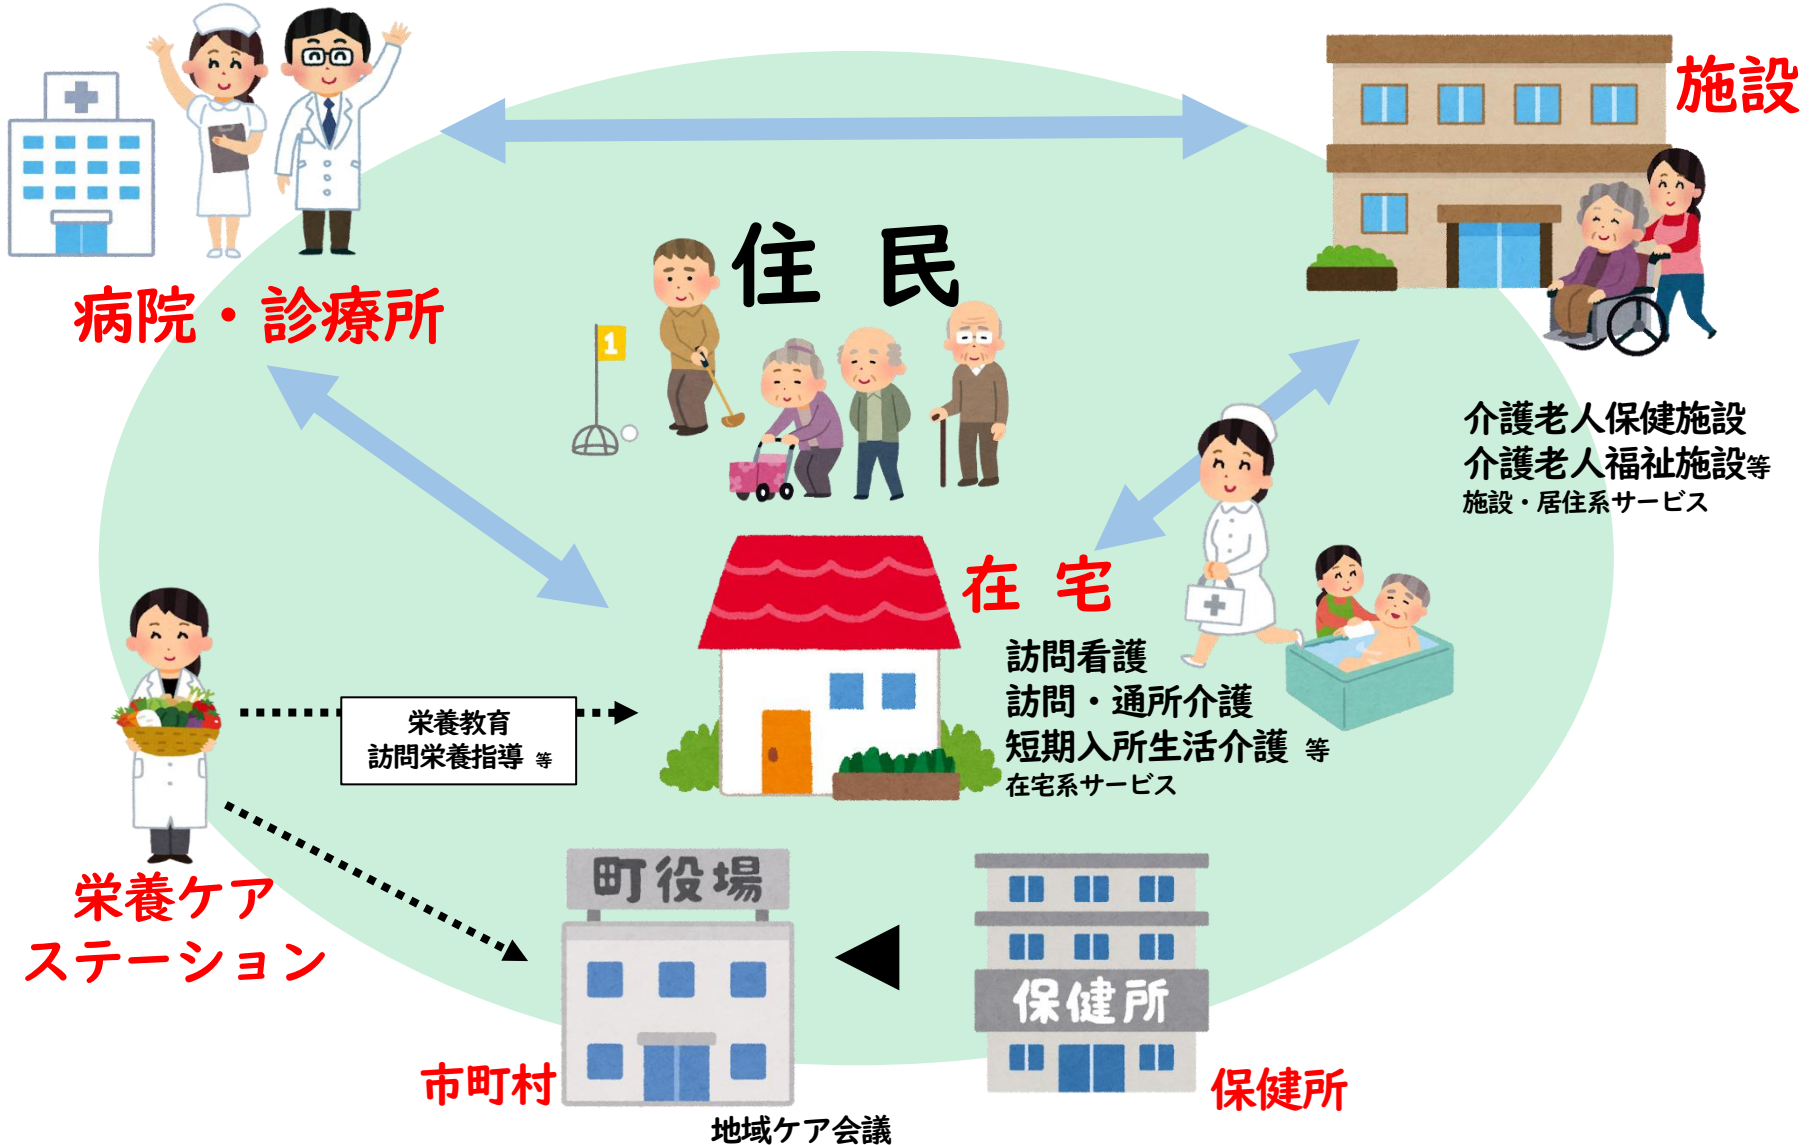 施設
住 民
1
病院・診療所
介護老人保健施設
介護老人福祉施設等
施設・居住系サービス
在 宅
訪問看護
訪問・通所介護
短期入所生活介護 等
在宅系サービス
栄養教育
訪問栄養指導 等
栄養ケア
ステーション
町役場
保健所
市町村
保健所
地域ケア会議